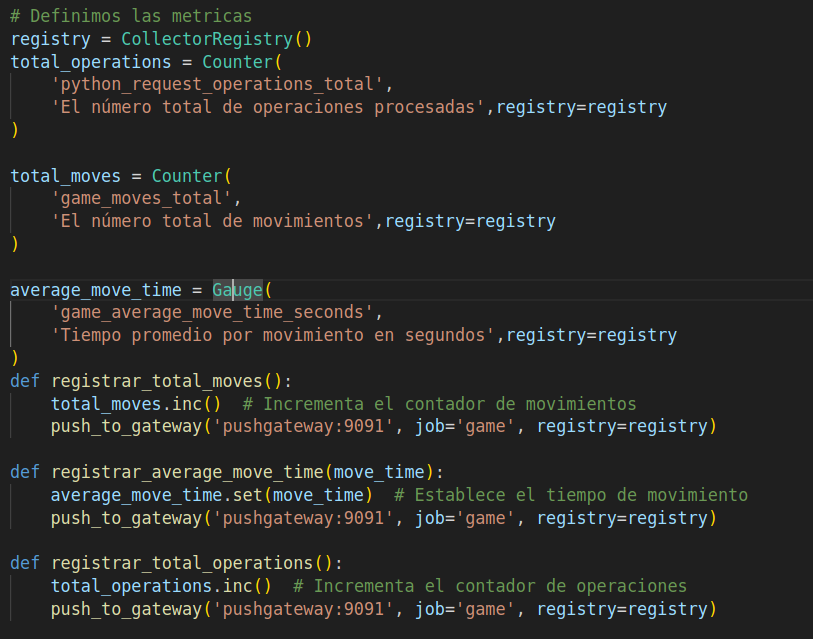 # Definimos las metricas
registry = CollectorRegistry()
total_operations = Counter(
    'python_request_operations_total',
    'El número total de operaciones procesadas',registry=registry
)

total_moves = Counter(
    'game_moves_total',
    'El número total de movimientos',registry=registry
)

average_move_time = Gauge(
    'game_average_move_time_seconds',
    'Tiempo promedio por movimiento en segundos',registry=registry
)
def registrar_total_moves():
    total_moves.inc()  # Incrementa el contador de movimientos
    push_to_gateway('pushgateway:9091', job='game', registry=registry)

def registrar_average_move_time(move_time):
    average_move_time.set(move_time)  # Establece el tiempo de movimiento
    push_to_gateway('pushgateway:9091', job='game', registry=registry)

def registrar_total_operations():
    total_operations.inc()  # Incrementa el contador de operaciones
    push_to_gateway('pushgateway:9091', job='game', registry=registry)